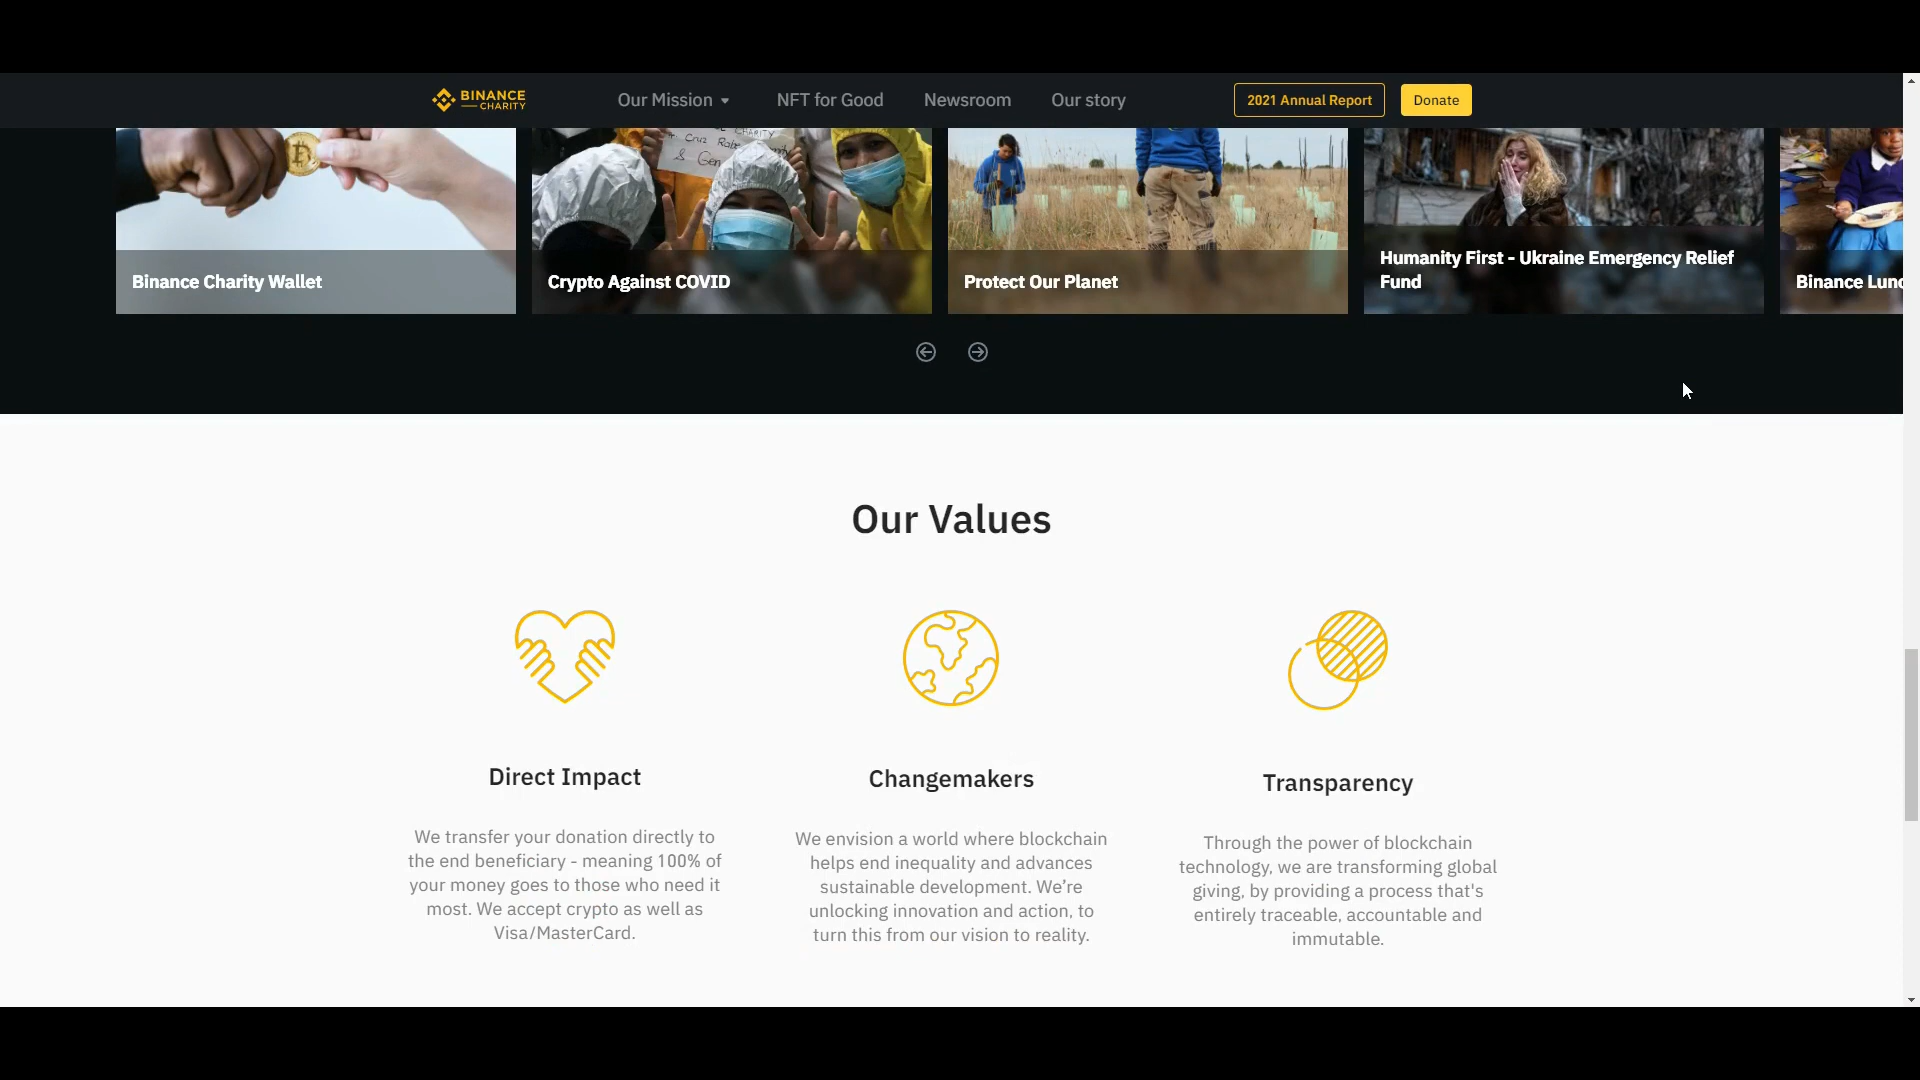 BINANCE
CHARITY
Our Mission
NFT for Good
Newsroom
Our story
2021 Annual Report
Donate
CHARITY
Cruz
& Gen
Binance Charity Wallet
Crypto Against COVID
Protect Our Planet
Humanity First - Ukraine Emergency Relief
Fund
Binance
Our Values
Direct Impact
We transfer your donation directly to
the end beneficiary - meaning 100% of
your money goes to those who need it
most. We accept crypto as well as
Visa/MasterCard.
Changemakers
We envision a world where blockchain
helps end inequality and advances
sustainable development. We’re
unlocking innovation and action, to
turn this from our vision to reality.
Transparency
Through the power of blockchain
technology, we are transforming global
giving, by providing a process that's
entirely traceable, accountable and
immutable.